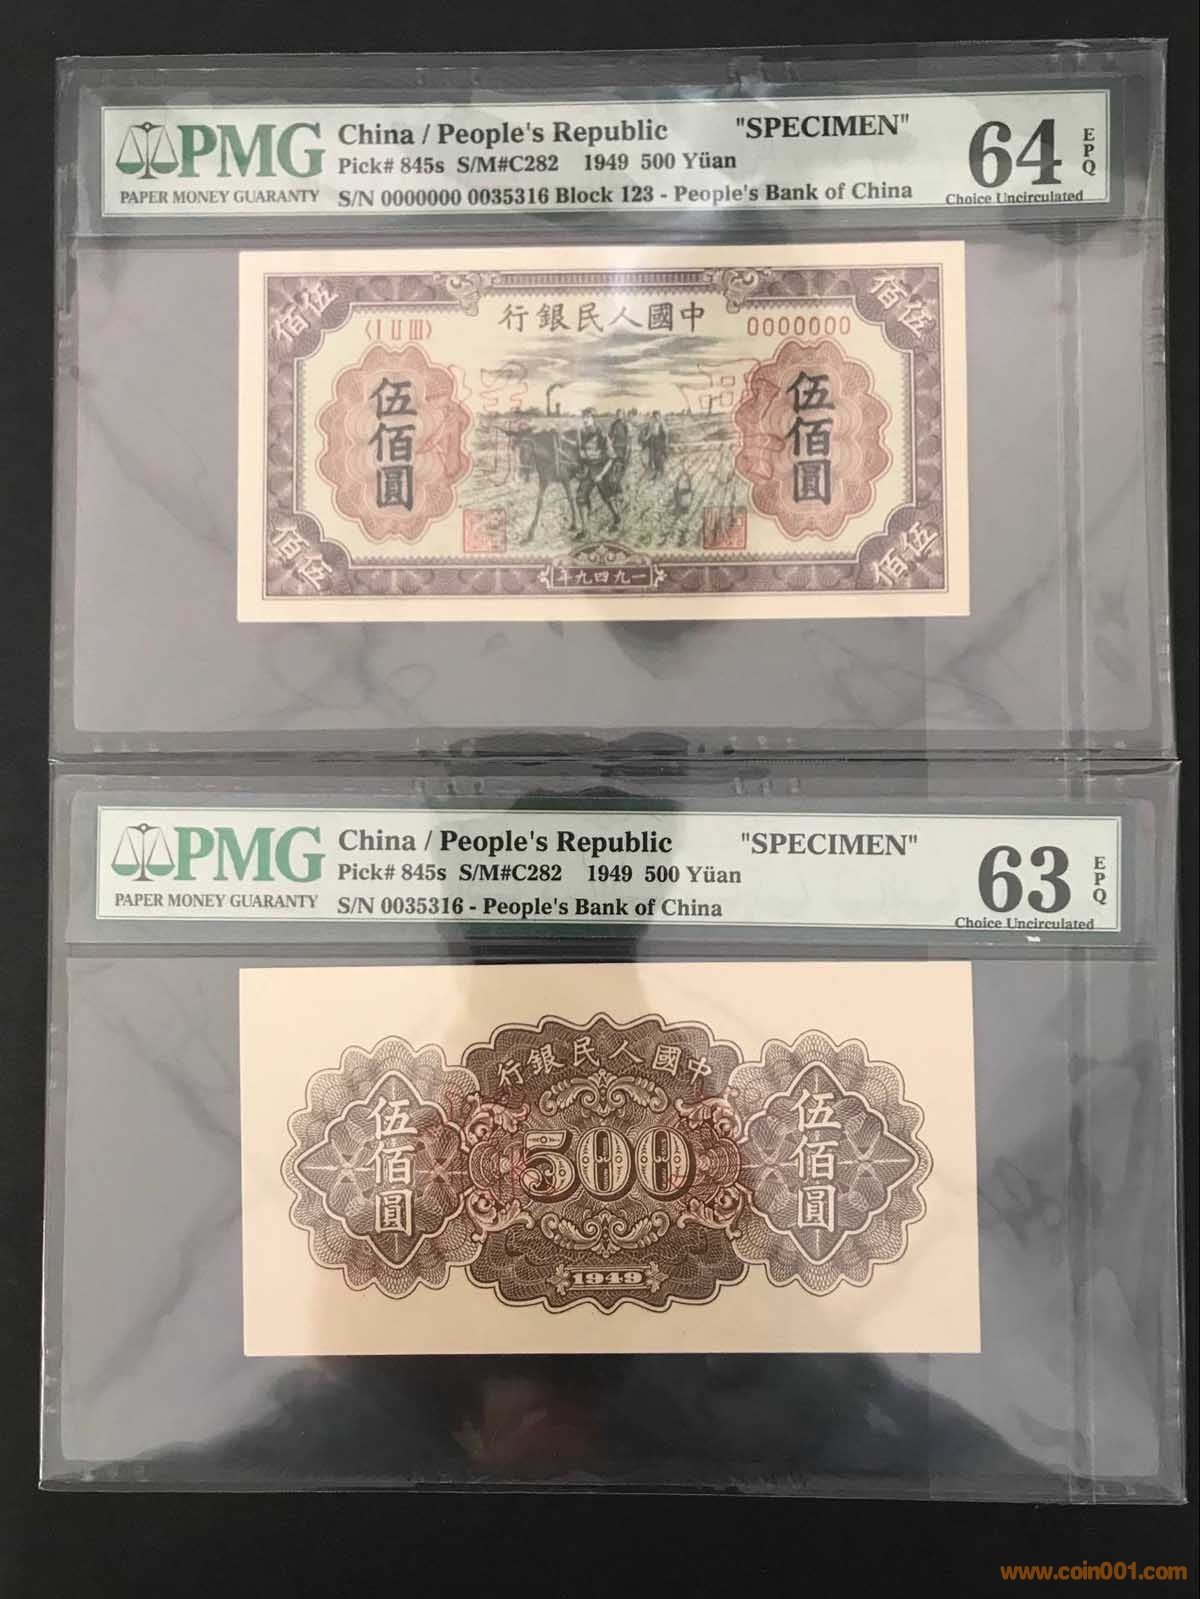 PMG
PAPER MONEY GUARANTY
China / People's Republic "SPECIMEN"
Pick# 845s S/M#C282 1949 500 Yüan
S/N 0000000 0035316 Block 123 - People's Bank of China
64
EPQ
Choice Uncirculated
伍佰
伍佰
行銀民人國中
〈I II III〉
0000000
伍佰圓
伍佰圓
伍佰
伍佰
年九四九一
PMG
PAPER MONEY GUARANTY
China / People's Republic "SPECIMEN"
Pick# 845s S/M#C282 1949 500 Yüan
S/N 0035316 - People's Bank of China
63
EPQ
Choice Uncirculated
行銀民人國中
伍佰圓
500
伍佰圓
1949
www.coin001.com